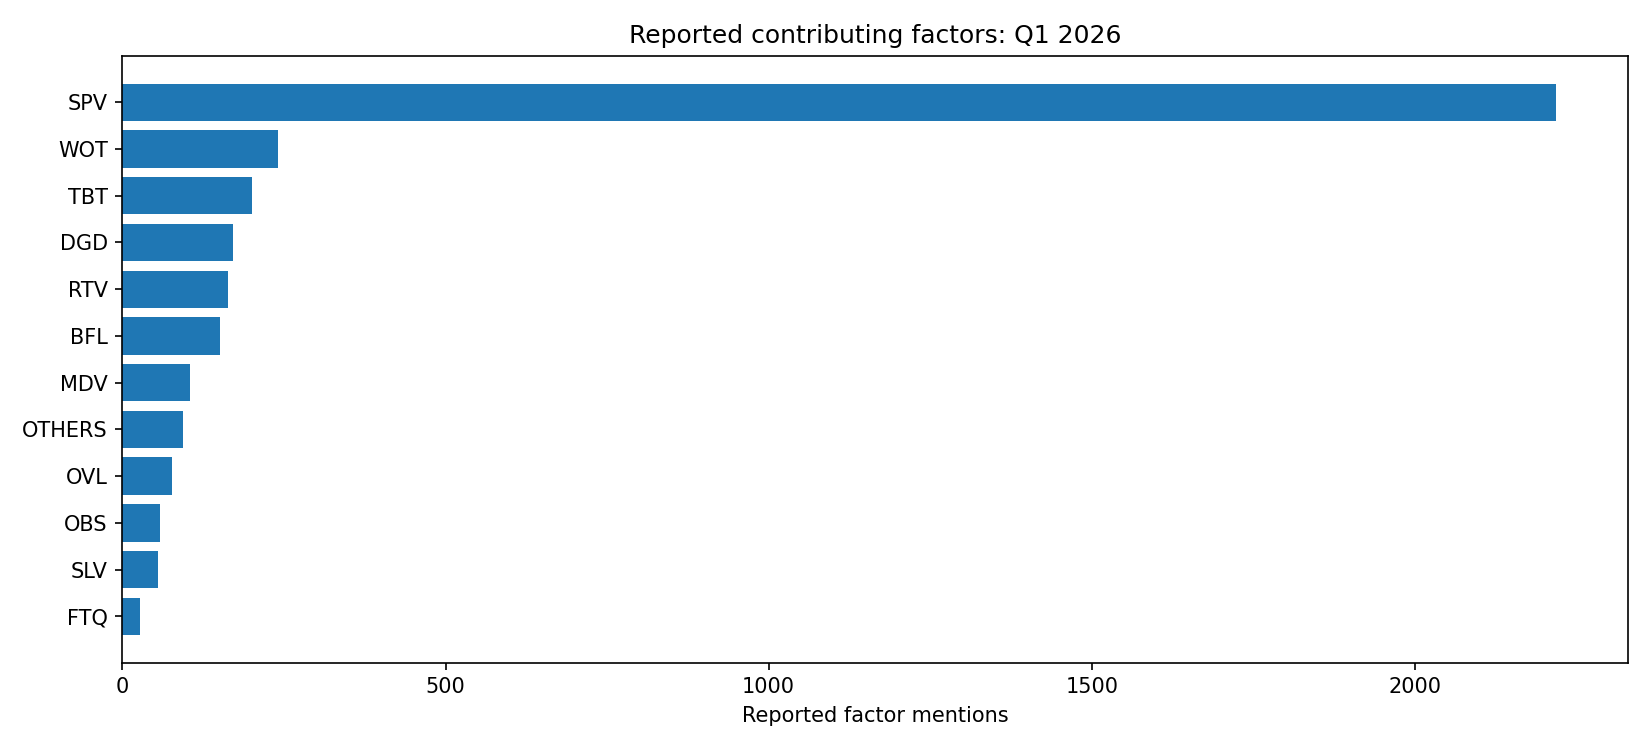 Reported contributing factors: Q1 2026
SPV
WOT
TBT
DGD
RTV
BFL
MDV
OTHERS
OVL
OBS
SLV
FTQ
0 500 1000 1500 2000
Reported factor mentions